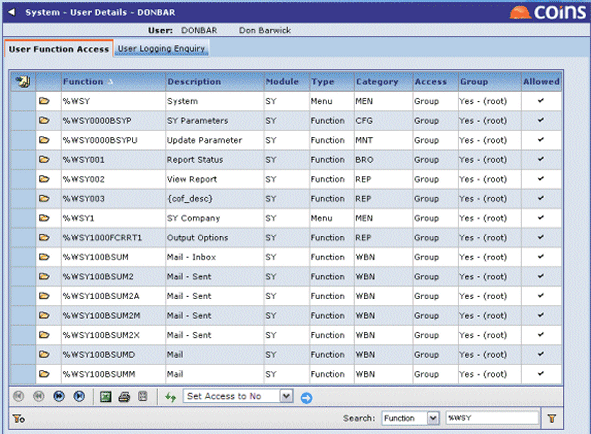 System - User Details - DONBAR
coins
User: DONBAR Don Barwick
User Function Access User Logging Enquiry
Function Description Module Type Category Access Group Allowed
%WSY System SY Menu MEN Group Yes - (root)
%WSY0000BSYP SY Parameters SY Function CFG Group Yes - (root)
%WSY0000BSYPU Update Parameter SY Function MNT Group Yes - (root)
%WSY001 Report Status SY Function BRO Group Yes - (root)
%WSY002 View Report SY Function REP Group Yes - (root)
%WSY003 {cof_desc} SY Function REP Group Yes - (root)
%WSY1 SY Company SY Menu MEN Group Yes - (root)
%WSY1000FCRRT1 Output Options SY Function REP Group Yes - (root)
%WSY100BSUM Mail - Inbox SY Function WBN Group Yes - (root)
%WSY100BSUM2 Mail - Sent SY Function WBN Group Yes - (root)
%WSY100BSUM2A Mail - Sent SY Function WBN Group Yes - (root)
%WSY100BSUM2M Mail - Sent SY Function WBN Group Yes - (root)
%WSY100BSUM2X Mail - Sent SY Function WBN Group Yes - (root)
%WSY100BSUMD Mail SY Function WBN Group Yes - (root)
%WSY100BSUMM Mail SY Function WBN Group Yes - (root)
Set Access to No
Search: Function %WSY